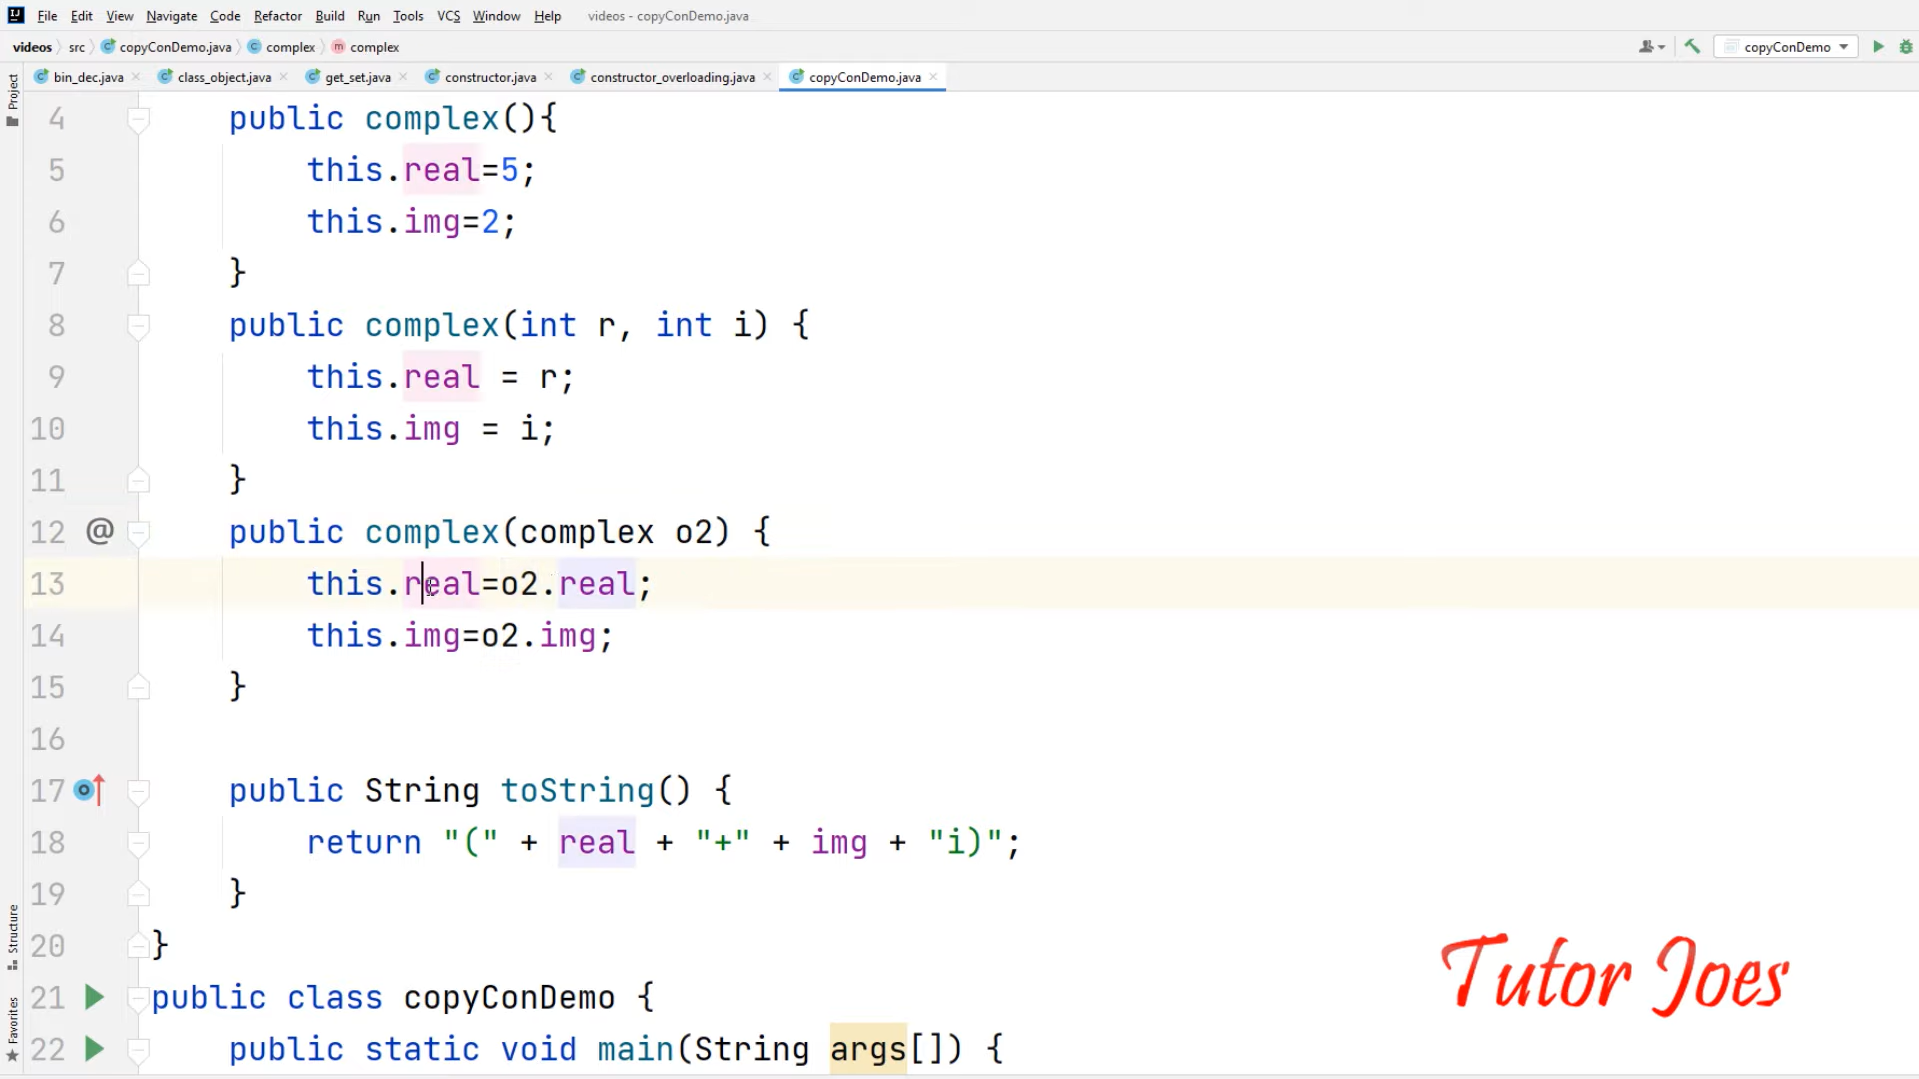 File Edit View Navigate Code Refactor Build Run Tools VCS Window Help videos - copyConDemo.java
videos src copyConDemo.java complex complex copyConDemo
bin_dec.java class_object.java get_set.java constructor.java constructor_overloading.java copyConDemo.java
Project
4 public complex(){
5 this.real=5;
6 this.img=2;
7 }
8 public complex(int r, int i) {
9 this.real = r;
10 this.img = i;
11 }
12 @ public complex(complex o2) {
13 this.real=o2.real;
14 this.img=o2.img;
15 }
16
17 public String toString() {
18 return "(" + real + "+" + img + "i)";
19 }
20 }
21 public class copyConDemo {
22 public static void main(String args[]) {
Structure
Favorites
Tutor Joes